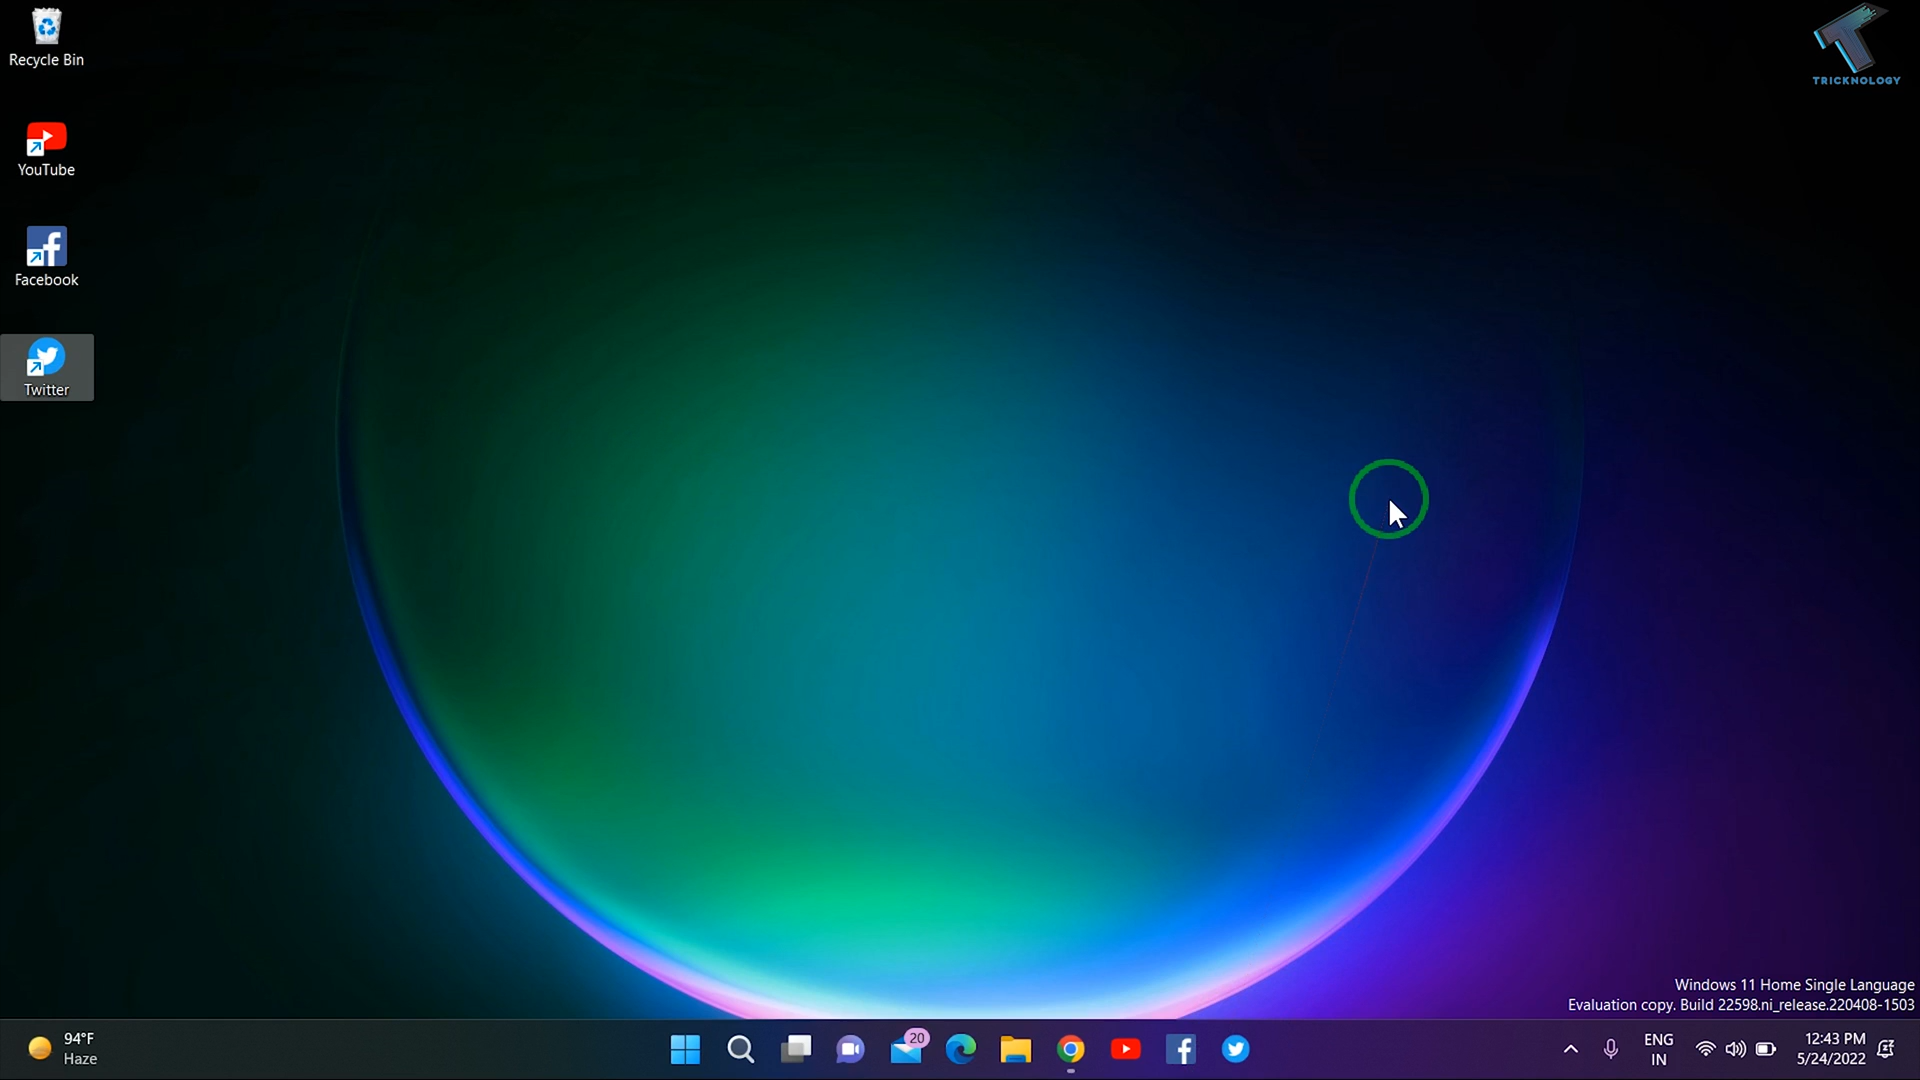 Recycle Bin
TRICKNOLOGY
YouTube
Facebook
Twitter
Windows 11 Home Single Language
Evaluation copy. Build 22598.ni_release.220408-1503
94°F
Haze
20
ENG
IN
12:43 PM
5/24/2022